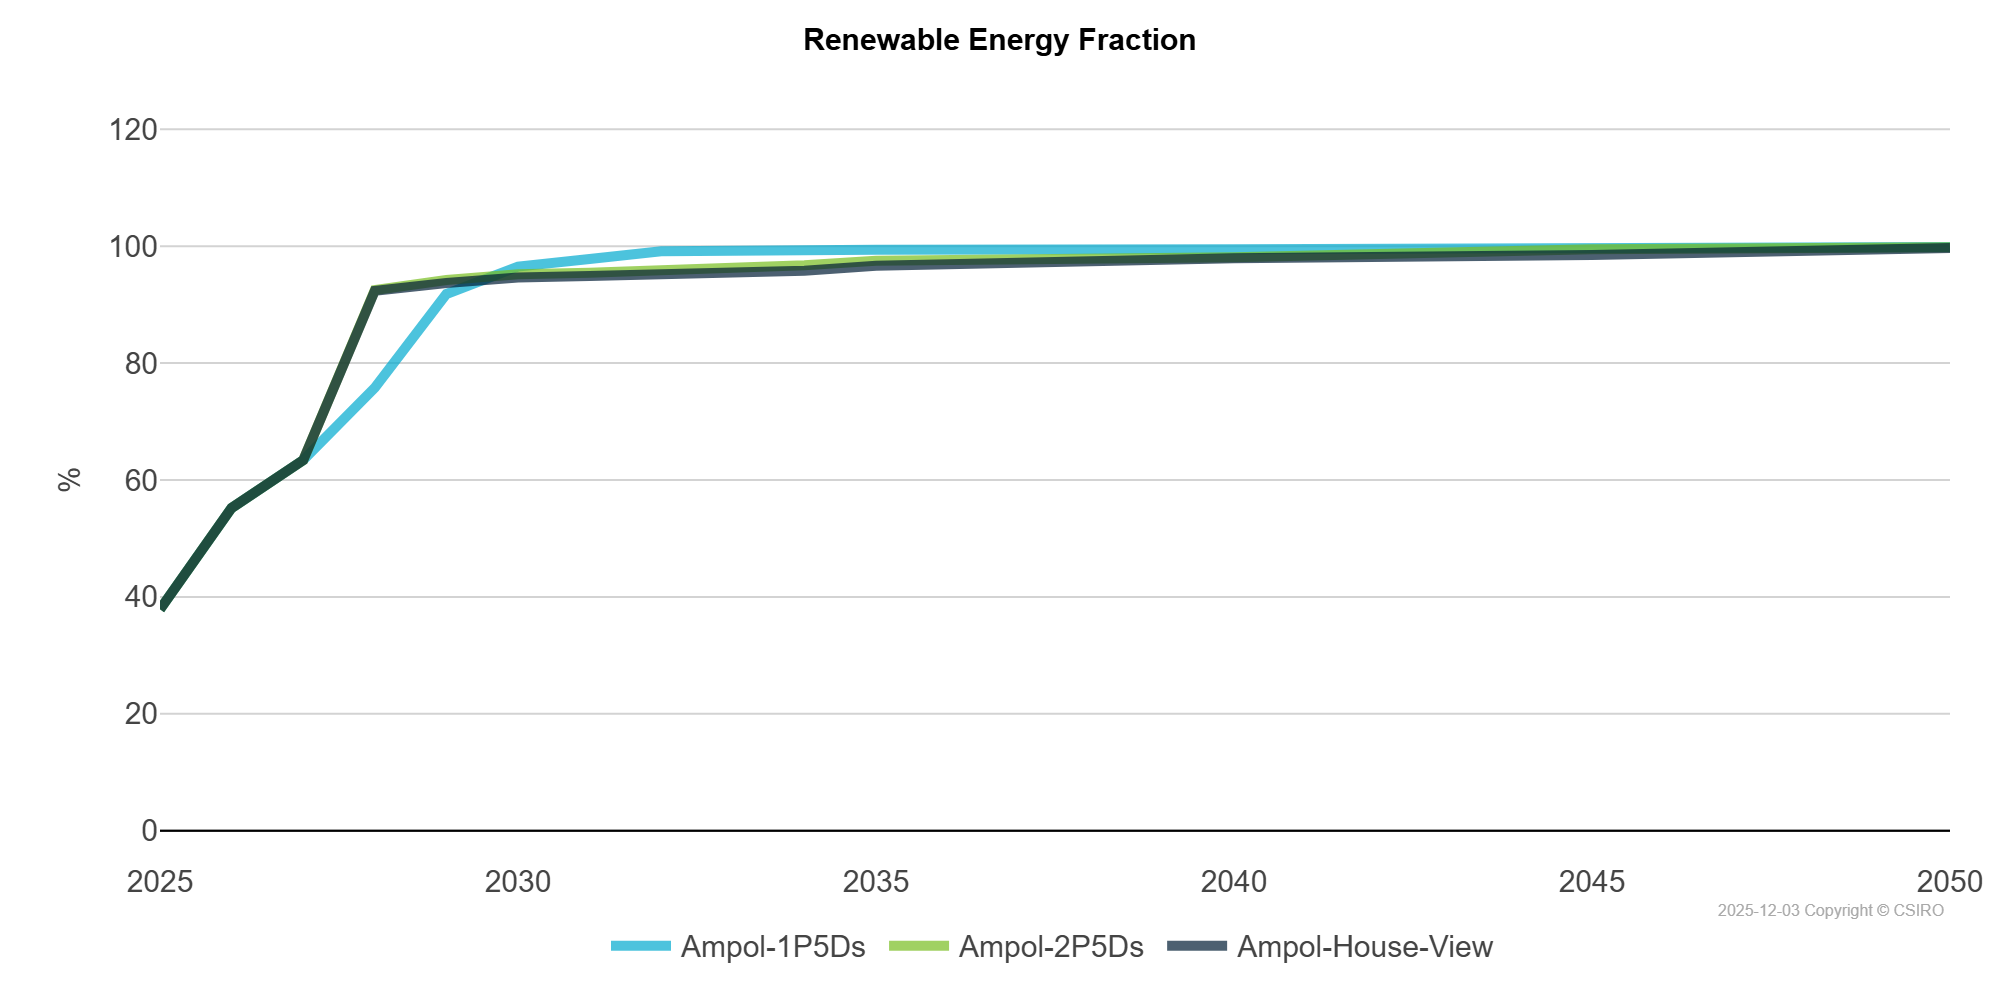 Renewable Energy Fraction
120
100
80
60
40
20
0
%
2025 2030 2035 2040 2045 2050
2025-12-03 Copyright © CSIRO
Ampol-1P5Ds Ampol-2P5Ds Ampol-House-View